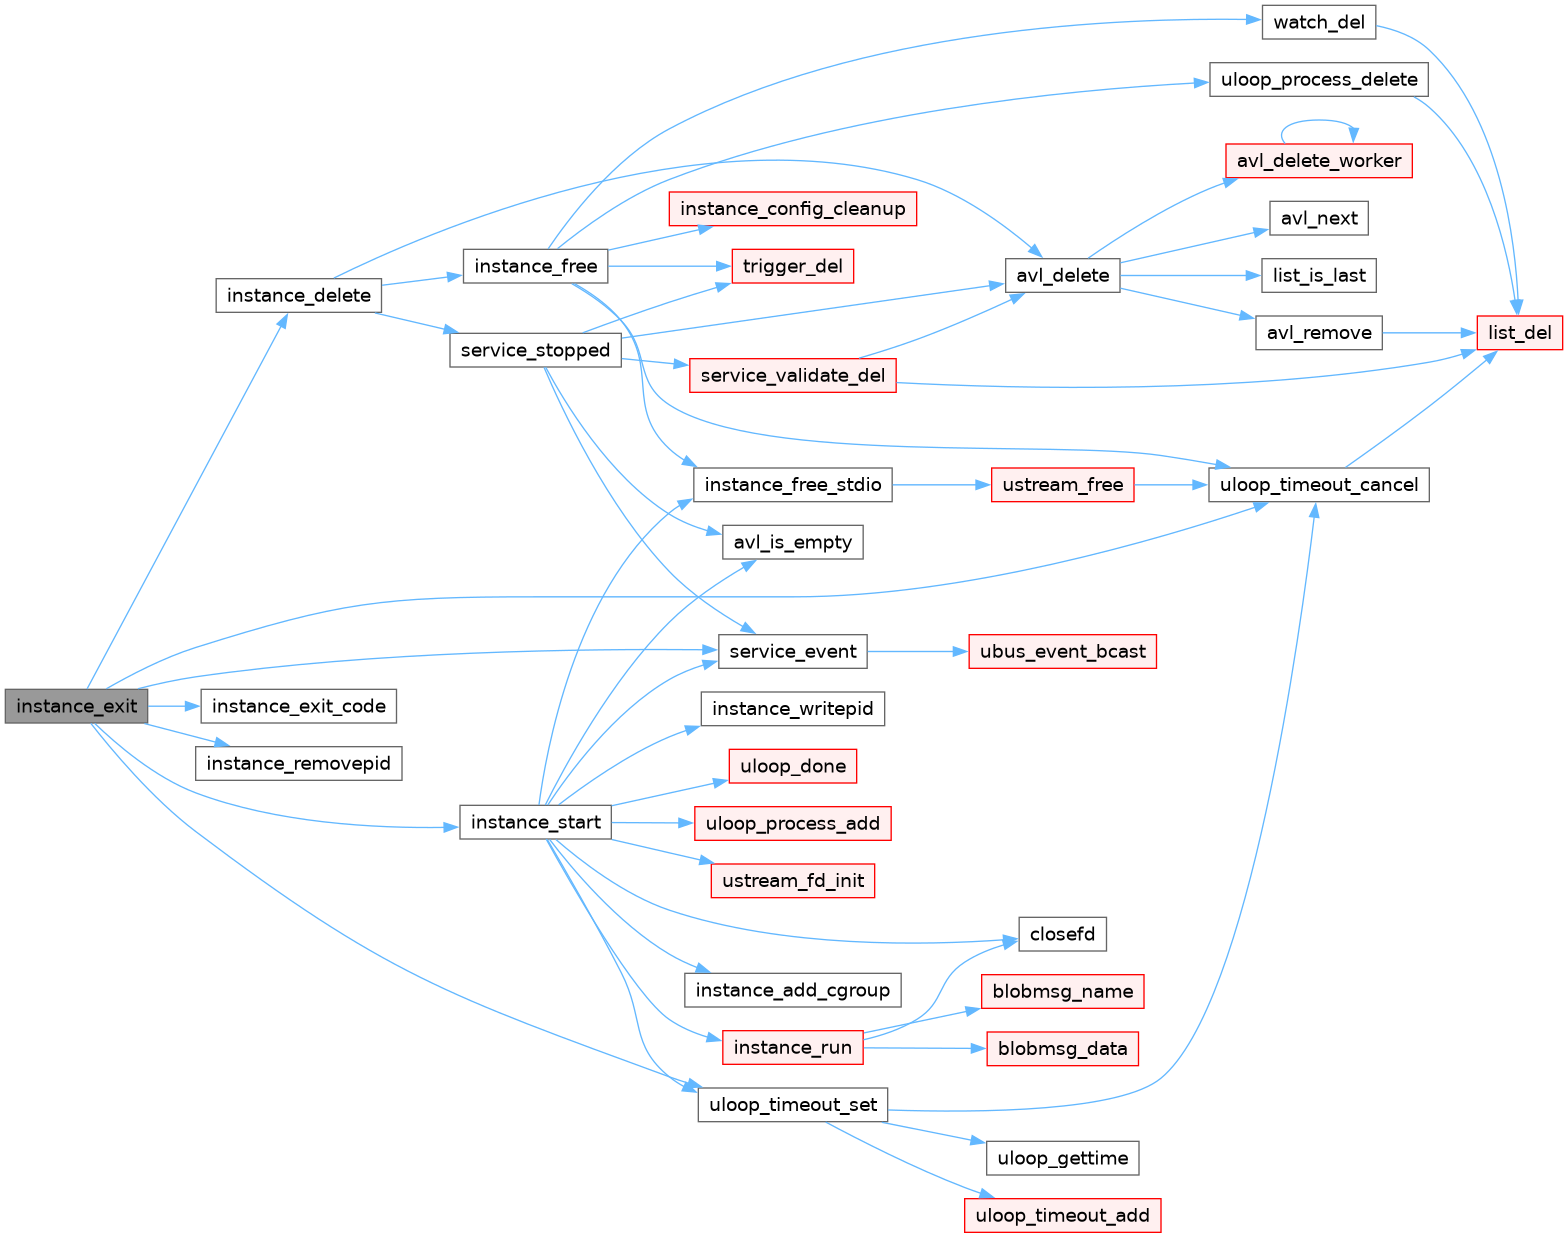 watch_del
uloop_process_delete
avl_delete_worker
instance_config_cleanup
avl_next
instance_free
trigger_del
avl_delete
list_is_last
instance_delete
avl_remove
list_del
service_stopped
service_validate_del
instance_free_stdio
ustream_free
uloop_timeout_cancel
avl_is_empty
service_event
ubus_event_bcast
instance_exit
instance_exit_code
instance_writepid
instance_removepid
uloop_done
instance_start
uloop_process_add
ustream_fd_init
closefd
instance_add_cgroup
blobmsg_name
instance_run
blobmsg_data
uloop_timeout_set
uloop_gettime
uloop_timeout_add